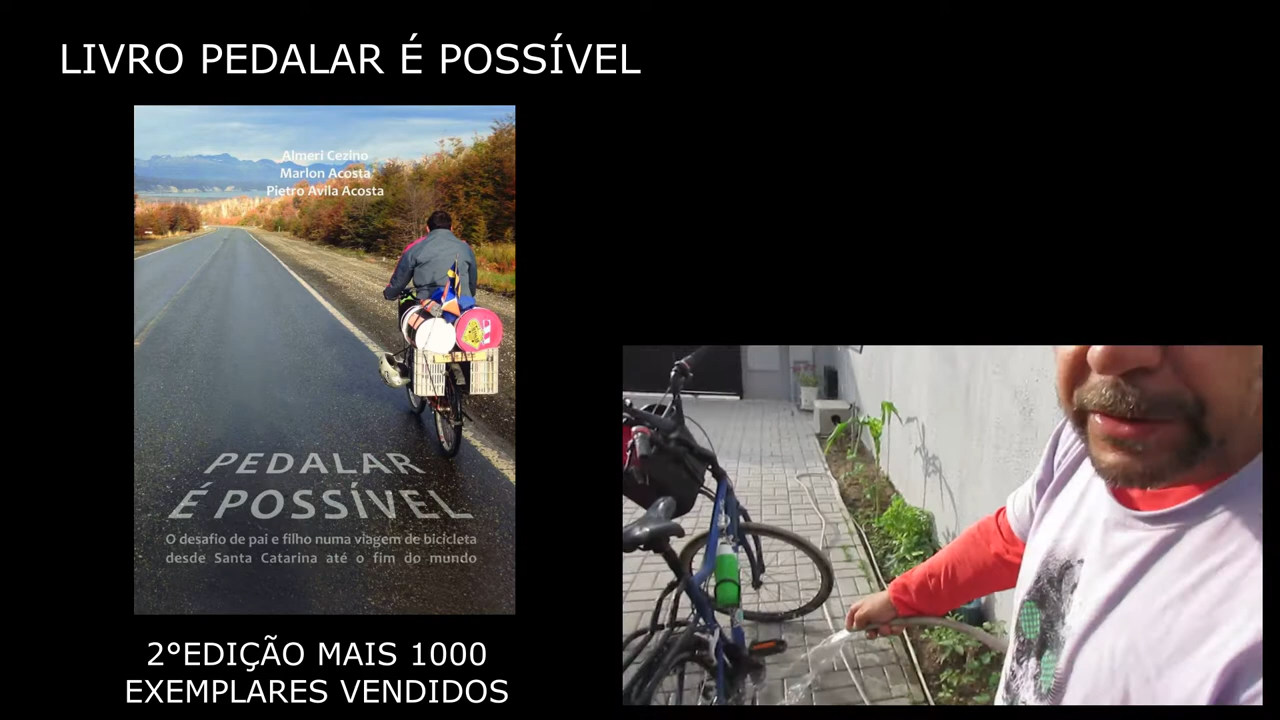 LIVRO PEDALAR É POSSÍVEL
Almeri Cezino
Marlon Acosta
Pietro Avila Acosta
PEDALAR
É POSSÍVEL
O desafio de pai e filho numa viagem de bicicleta
desde Santa Catarina até o fim do mundo
2°EDIÇÃO MAIS 1000
EXEMPLARES VENDIDOS